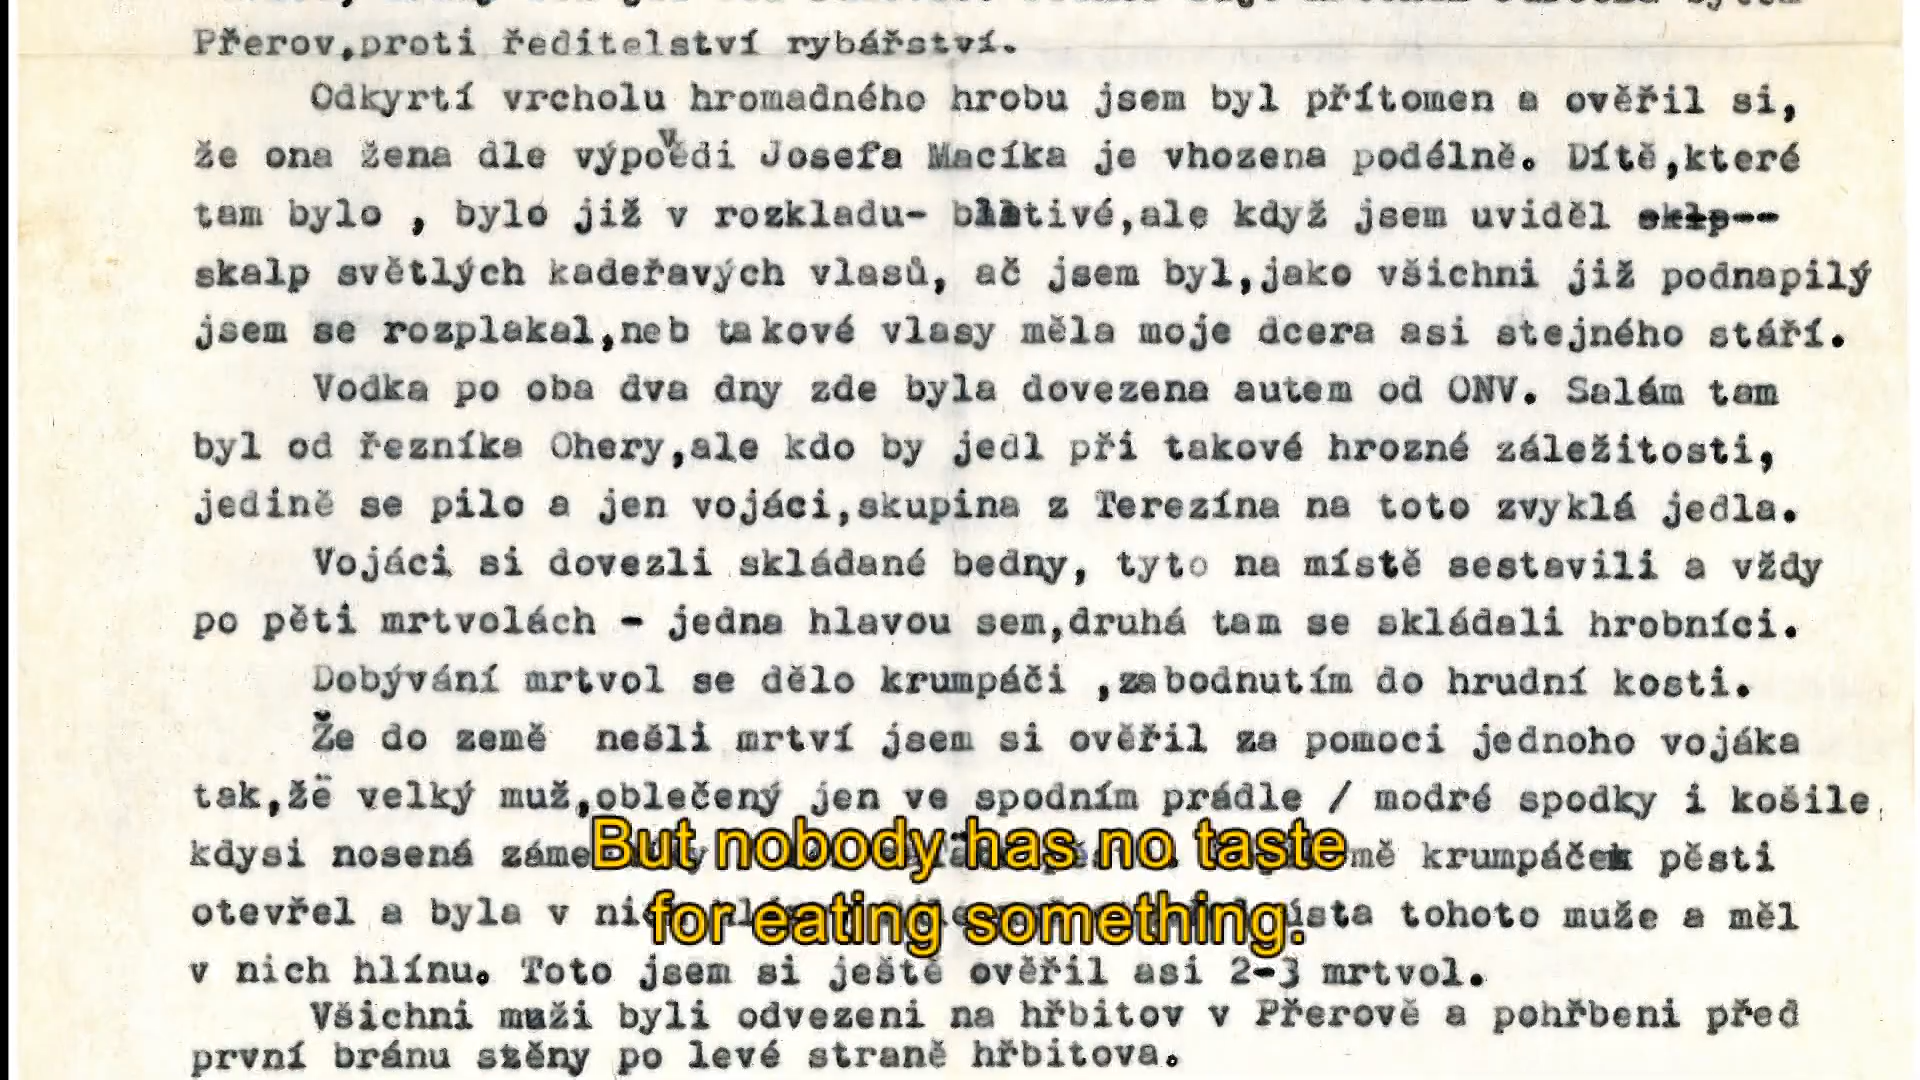 Přerov,proti ředitelství rybářství.
Odkyrtí vrcholu hromadného hrobu jsem byl přítomen a ověřil si,
že ona žena dle výpovědi Josefa Macíka je vhozena podélně. Dítě,které
tam bylo , bylo již v rozkladu- blátivé,ale když jsem uviděl sklp--
skalp světlých kadeřavých vlasů, ač jsem byl,jako všichni již podnapilý
jsem se rozplakal,neb takové vlasy měla moje dcera asi stejného stáří.
Vodka po oba dva dny zde byla dovezena autem od ONV. Salám tam
byl od řezníka Ohery,ale kdo by jedl při takové hrozné záležitosti,
jedině se pilo a jen vojáci,skupina z Terezína na toto zvyklá jedla.
Vojáci si dovezli skládané bedny, tyto na místě sestavili a vždy
po pěti mrtvolách - jedna hlavou sem,druhá tam se skládali hrobníci.
Dobývání mrtvol se dělo krumpáči ,zabodnutím do hrudní kosti.
Že do země nešli mrtví jsem si ověřil za pomoci jednoho vojáka
tak,že velký muž,oblečený jen ve spodním prádle / modré spodky i košile
kdysi nosená krumpáček pěsti
otevřel a byla v tohoto muže a měl
v nich hlínu. Toto jsem si ještě ověřil asi 2-3 mrtvol.
Všichni muži byli odvezeni na hřbitov v Přerově a pohřbeni před
první bránu stěny po levé straně hřbitova.
But nobody has no taste
for eating something.